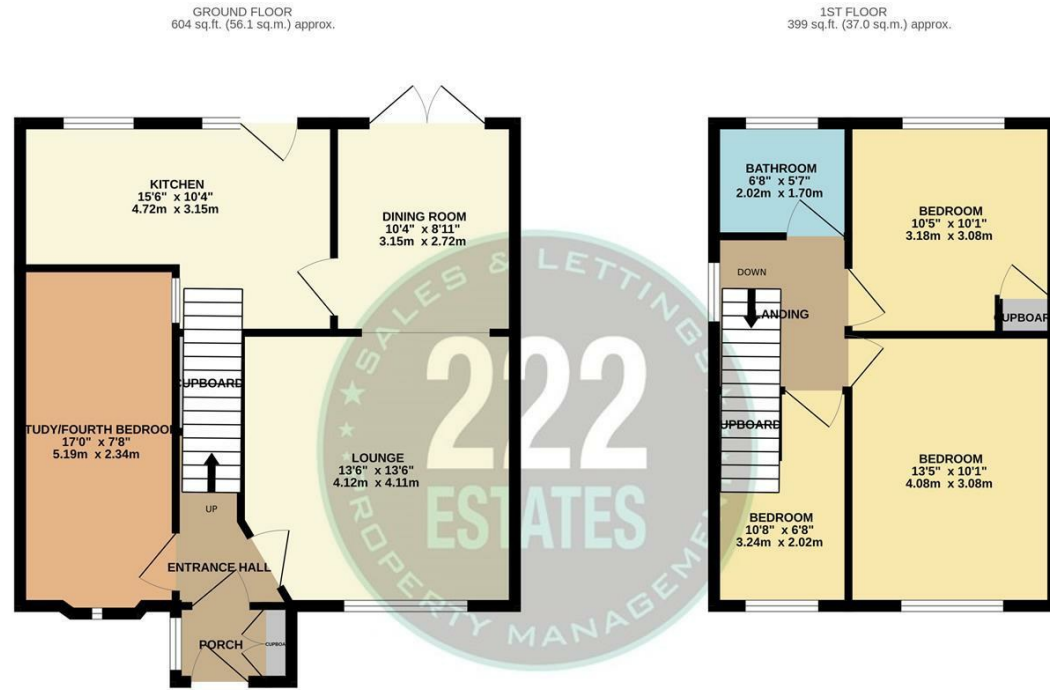 GROUND FLOOR
604 sq.ft. (56.1 sq.m.) approx.
1ST FLOOR
399 sq.ft. (37.0 sq.m.) approx.
KITCHEN
15'6" x 10'4"
4.72m x 3.15m
DINING ROOM
10'4" x 8'11"
3.15m x 2.72m
CUPBOARD
TUDY/FOURTH BEDROOM
17'0" x 7'8"
5.19m x 2.34m
LOUNGE
13'6" x 13'6"
4.12m x 4.11m
UP
ENTRANCE HALL
PORCH
CUPBOA
BATHROOM
6'8" x 5'7"
2.02m x 1.70m
BEDROOM
10'5" x 10'1"
3.18m x 3.08m
DOWN
LANDING
CUPBOARD
UPBOARD
BEDROOM
13'5" x 10'1"
4.08m x 3.08m
BEDROOM
10'8" x 6'8"
3.24m x 2.02m
SALES & LETTINGS
222
ESTATES
PROPERTY MANAGEMENT